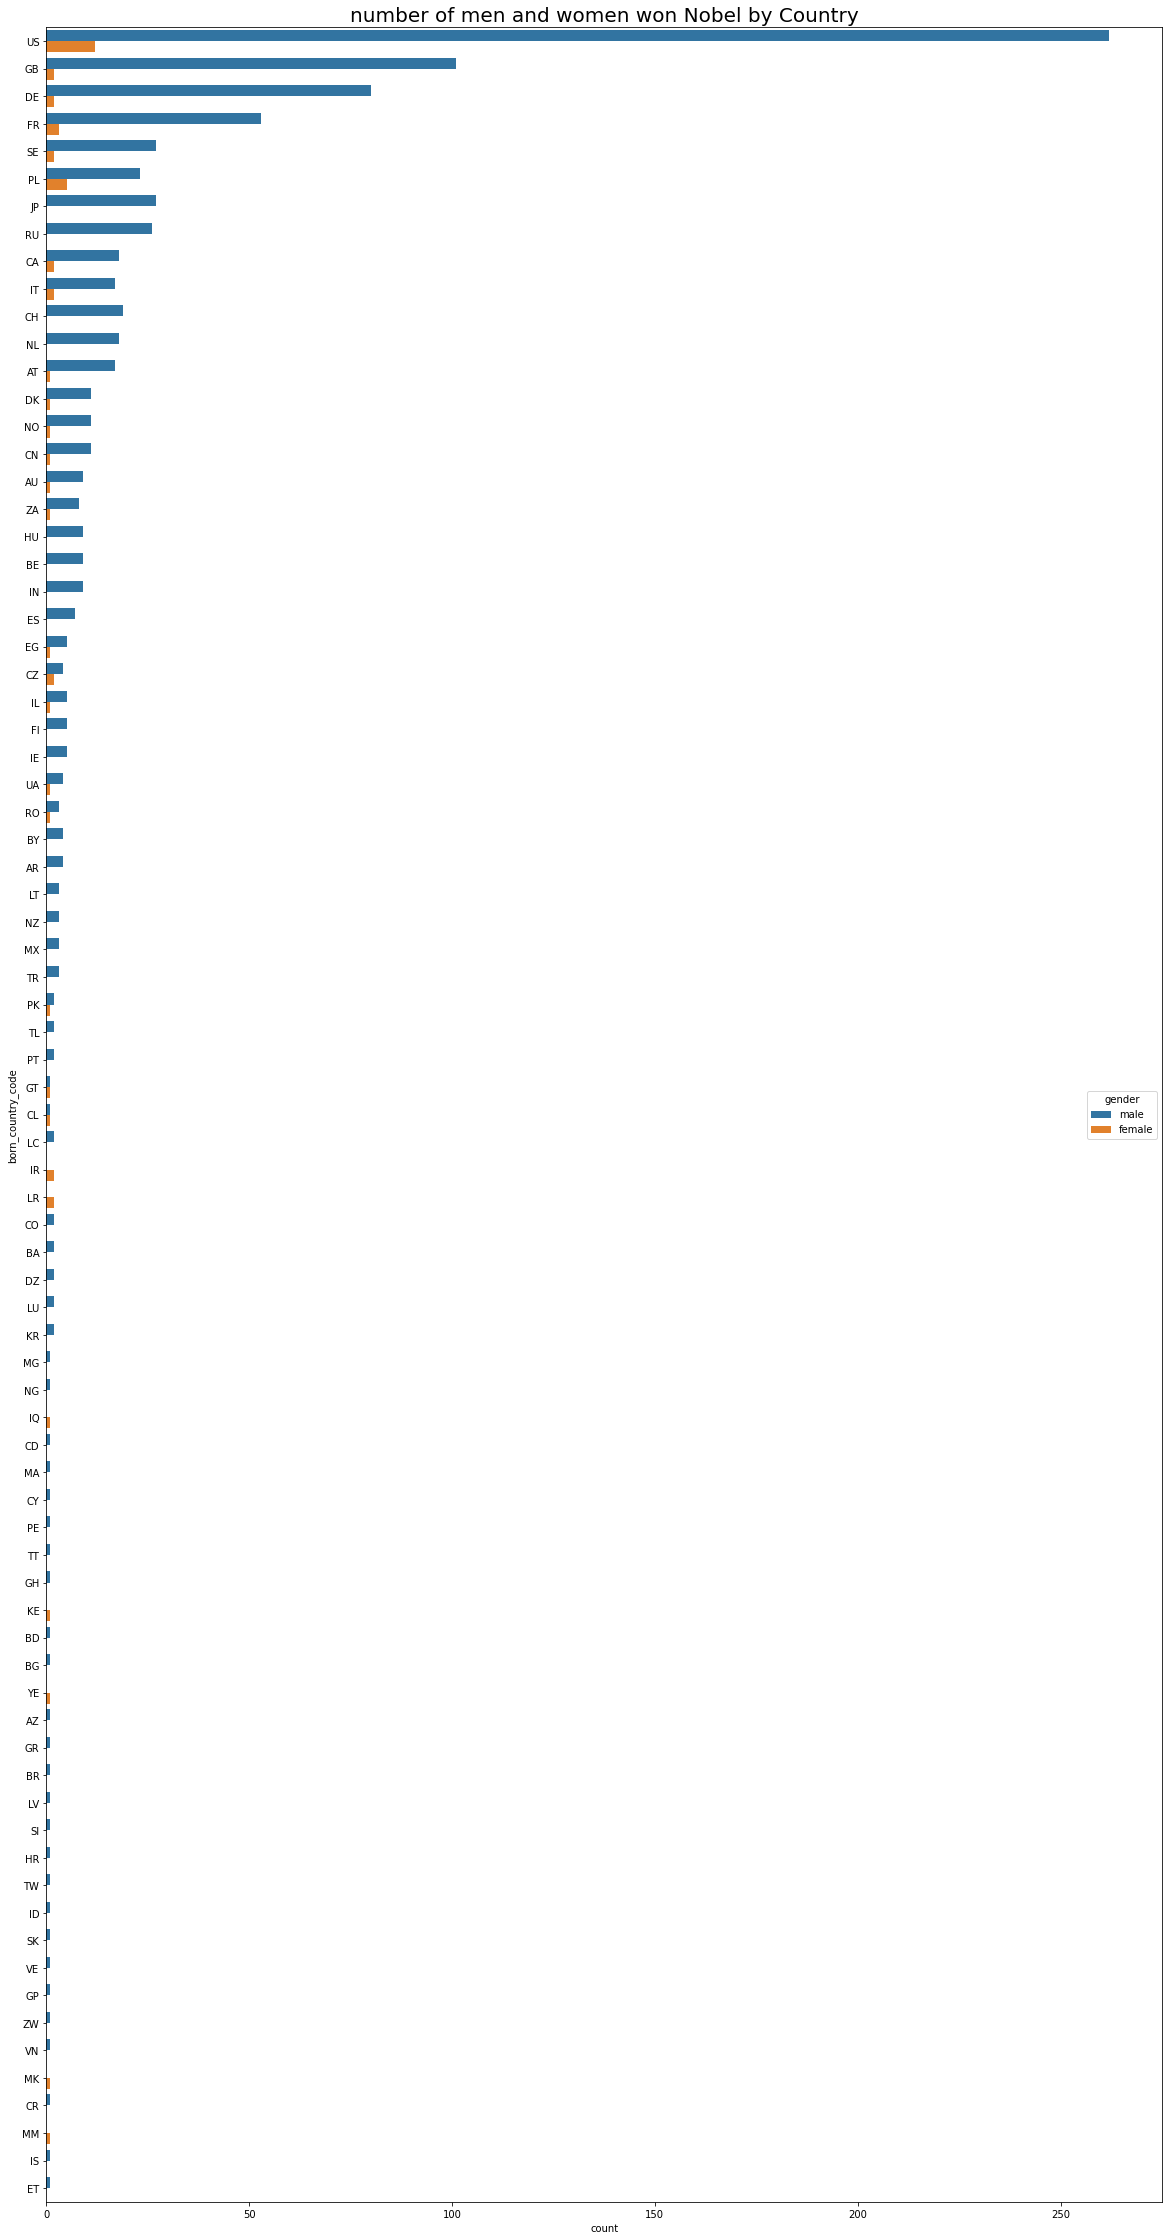 number of men and women won Nobel by Country
born_country_code
US
GB
DE
FR
SE
PL
JP
RU
CA
IT
CH
NL
AT
DK
NO
CN
AU
ZA
HU
BE
IN
ES
EG
CZ
IL
FI
IE
UA
RO
BY
AR
LT
NZ
MX
TR
PK
TL
PT
GT
CL
LC
IR
LR
CO
BA
DZ
LU
KR
MG
NG
IQ
CD
MA
CY
PE
TT
GH
KE
BD
BG
YE
AZ
GR
BR
LV
SI
HR
TW
ID
SK
VE
GP
ZW
VN
MK
CR
MM
IS
ET
gender
male
female
0 50 100 150 200 250
count